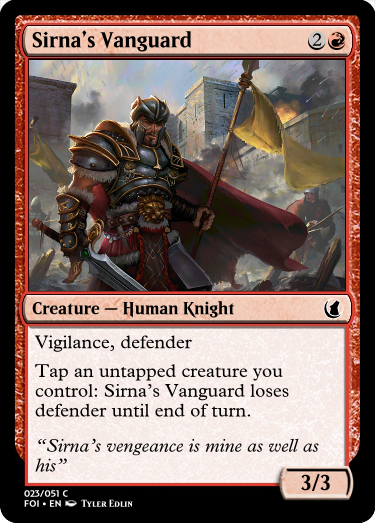 Sirna's Vanguard 2
Creature — Human Knight
Vigilance, defender
Tap an untapped creature you
control: Sirna's Vanguard loses
defender until end of turn.
“Sirna's vengeance is mine as well as
his”
3/3
023/051 C
FOI • EN Tyler Edlin